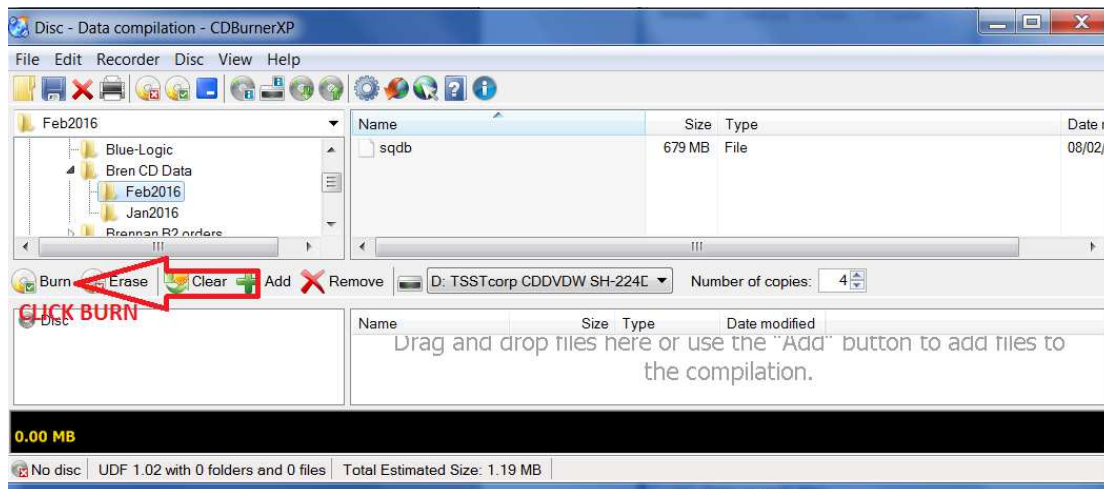 Disc - Data compilation - CDBurnerXP
File Edit Recorder Disc View Help
Feb2016
Name Size Type Date
Blue-Logic
sqdb 679 MB File 08/02/
Bren CD Data
Feb2016
Jan2016
Brennan B2 orders
Burn Erase Clear Add Remove D: TSSTcorp CDDVDW SH-224D Number of copies: 4
CLICK BURN
Disc
Name Size Type Date modified
Drag and drop files here or use the "Add" button to add files to
the compilation.
0.00 MB
No disc UDF 1.02 with 0 folders and 0 files Total Estimated Size: 1.19 MB